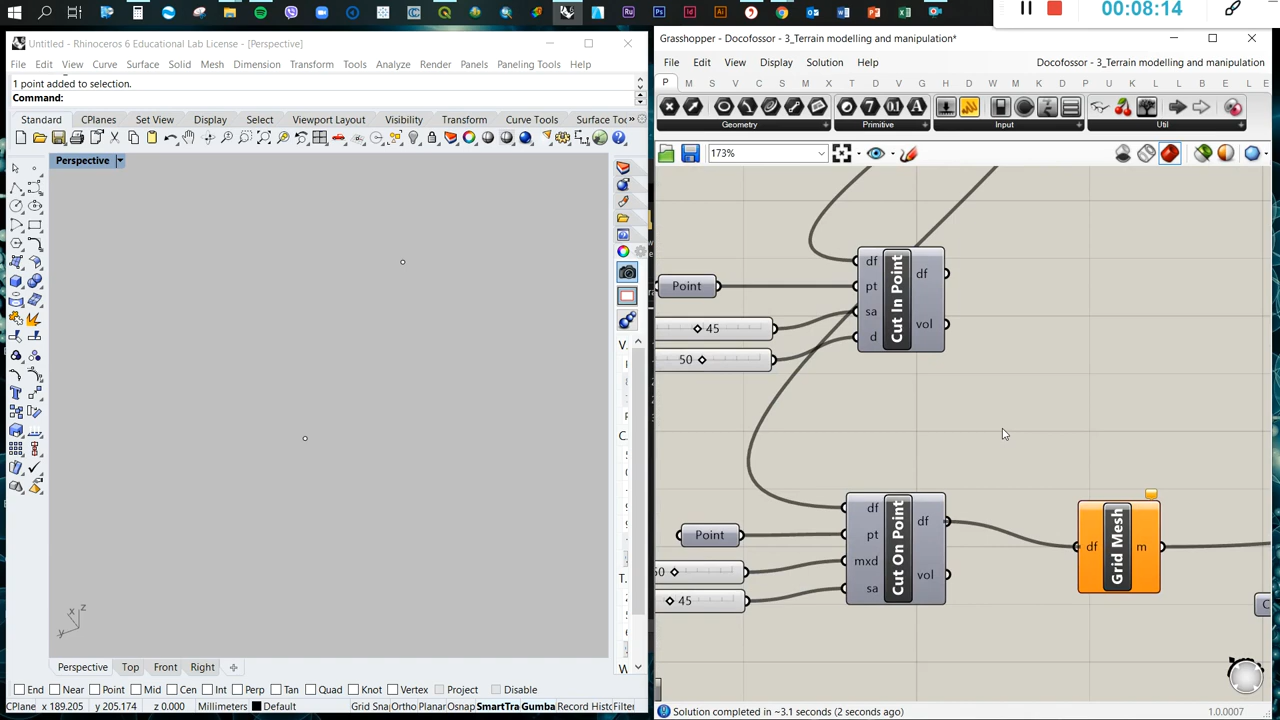 00:08:14
Untitled - Rhinoceros 6 Educational Lab License - [Perspective]
File Edit View Curve Surface Solid Mesh Dimension Transform Tools Analyze Render Panels Paneling Tools Help
1 point added to selection.
Command:
Standard CPlanes Set View Display Select Viewport Layout Visibility Transform Curve Tools Surface To
Perspective
V.
C.
T.
W
z
x
y
Perspective Top Front Right
End Near Point Mid Cen Int Perp Tan Quad Knot Vertex Project Disable
CPlane x 189.205 y 205.174 z 0.000 Millimeters Default Grid Sna Ortho Planar Osnap SmartTra Gumba Record Histo Filter
Grasshopper - Docofossor - 3_Terrain modelling and manipulation*
File Edit View Display Solution Help Docofossor - 3_Terrain modelling and manipulation
P M S V C S M I T D W X L P E B H F D C R L H V
Geometry Primitive Input Util
173%
Point
45
50
df
pt
sa
d
Cut In Point
df
vol
Point
60
45
df
pt
mxd
sa
Cut On Point
df
vol
df
Grid Mesh
m
C
Solution completed in ~3.1 seconds (2 seconds ago)
1.0.0007